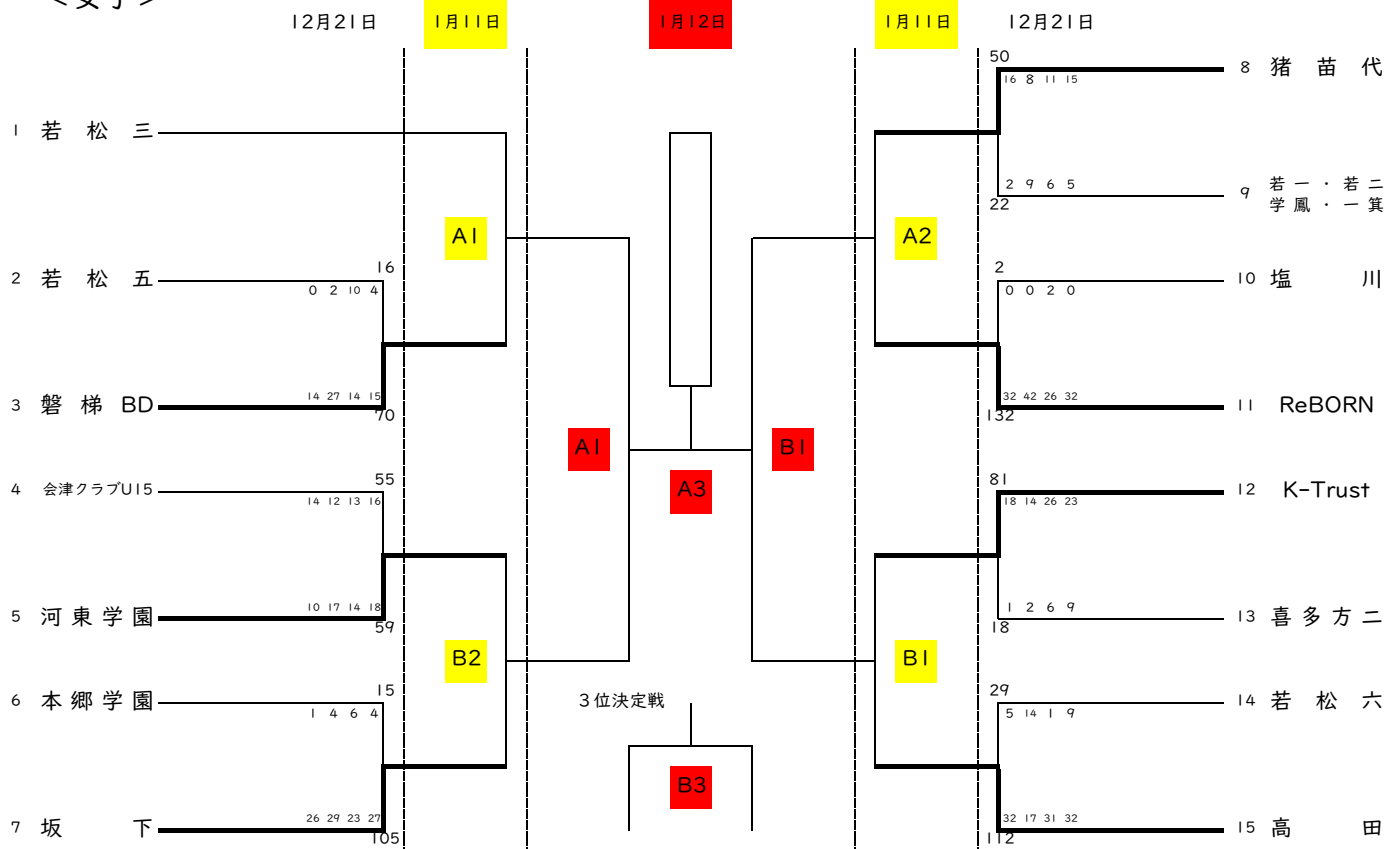 ＜女子＞
12月21日 1月11日 1月12日 1月11日 12月21日
50
8 猪苗代
16 8 11 15
1 若松三
2 9 6 5
9 若一・若二
学鳳・一箕
22
A1 A2
16 2
2 若松五 10 塩川
0 2 10 4 0 0 2 0
14 27 14 15 32 42 26 32
3 磐梯BD 11 ReBORN
70 132
A1 B1
55 81
4 会津クラブU15 A3 12 K-Trust
14 12 13 16 18 14 26 23
10 17 14 18 1 2 6 9
5 河東学園 13 喜多方二
59 18
B2 B1
15 29
6 本郷学園 3位決定戦 14 若松六
1 4 6 4 5 14 1 9
B3
26 29 23 27 32 17 31 32
7 坂下 15 高田
105 112